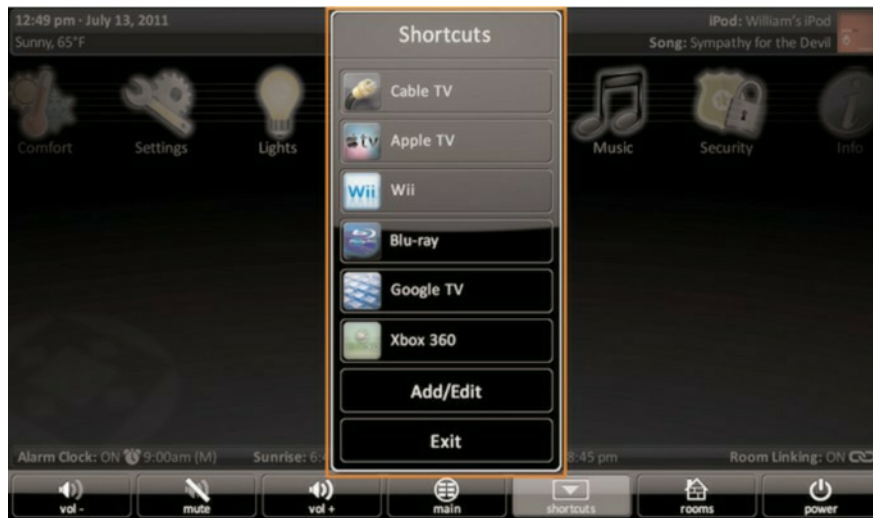 12:49 pm · July 13, 2011
iPod: William's iPod
Sunny, 65°F
Song: Sympathy for the Devil
Shortcuts
Cable TV
tv Apple TV
Wii Wii
Blu-ray
Google TV
Xbox 360
Add/Edit
Exit
Comfort
Settings
Lights
Music
Security
Info
Alarm Clock: ON 9:00am (M)
Sunrise: 6:4
8:45 pm
Room Linking: ON
vol -
mute
vol +
main
shortcuts
rooms
power